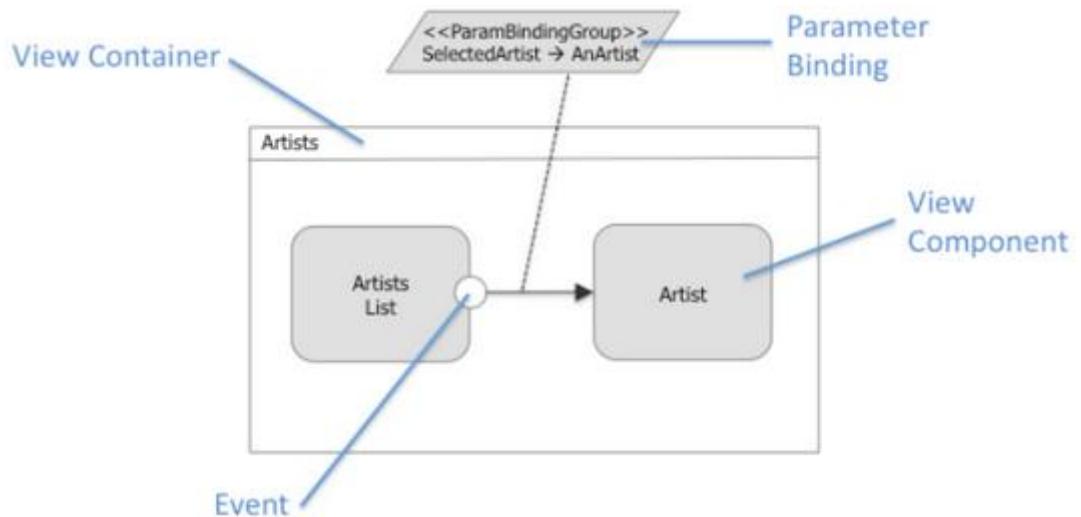 <<ParamBindingGroup>>
SelectedArtist → AnArtist
Parameter
Binding
View Container
Artists
View
Component
Artists
List
Artist
Event